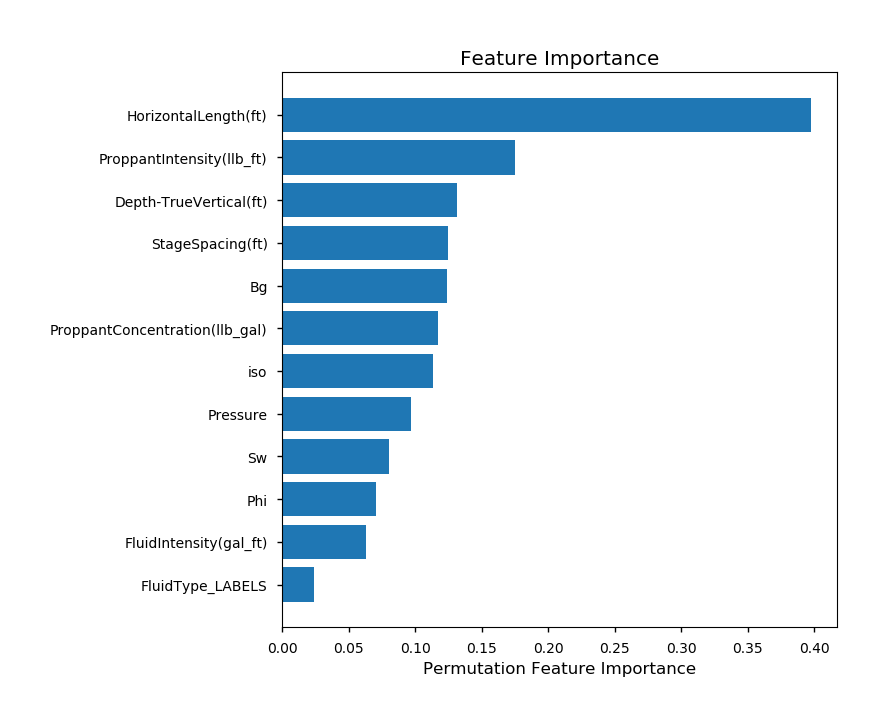 Feature Importance
HorizontalLength(ft)
ProppantIntensity(llb_ft)
Depth-TrueVertical(ft)
StageSpacing(ft)
Bg
ProppantConcentration(llb_gal)
iso
Pressure
Sw
Phi
FluidIntensity(gal_ft)
FluidType_LABELS
0.00 0.05 0.10 0.15 0.20 0.25 0.30 0.35 0.40
Permutation Feature Importance